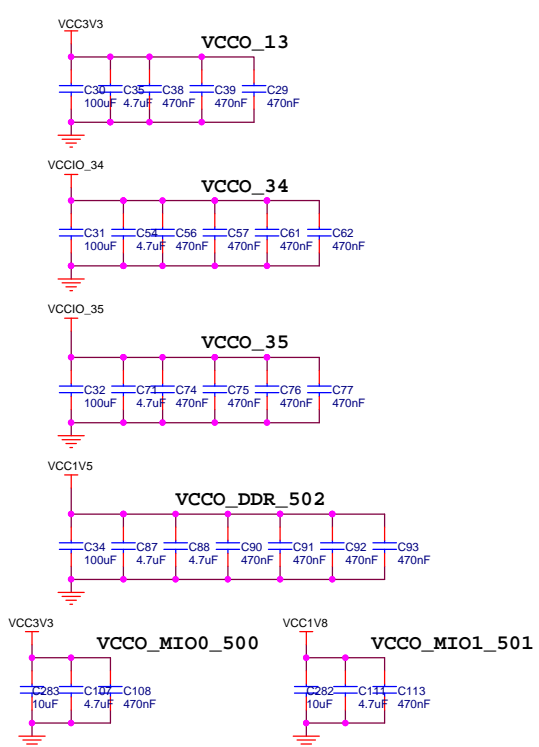 VCC3V3
VCCO_13
C30 C35 C38 C39 C29
100uF 4.7uF 470nF 470nF 470nF
VCCIO_34
VCCO_34
C31 C54 C56 C57 C61 C62
100uF 4.7uF 470nF 470nF 470nF 470nF
VCCIO_35
VCCO_35
C32 C71 C74 C75 C76 C77
100uF 4.7uF 470nF 470nF 470nF 470nF
VCC1V5
VCCO_DDR_502
C34 C87 C88 C90 C91 C92 C93
100uF 4.7uF 4.7uF 470nF 470nF 470nF 470nF
VCC3V3 VCC1V8
VCCO_MIO0_500 VCCO_MIO1_501
C283 C107 C108 C282 C111 C113
10uF 4.7uF 470nF 10uF 4.7uF 470nF